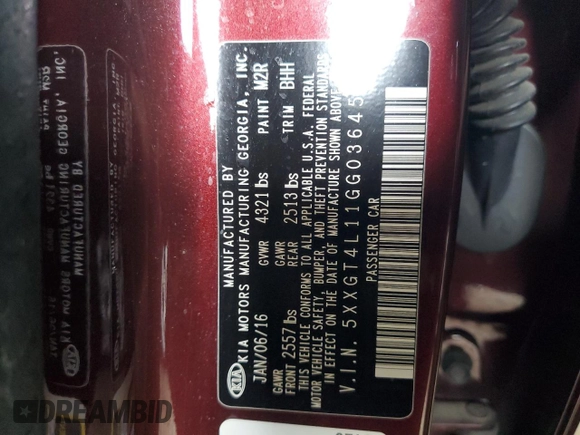 KIA
MANUFACTURED BY
KIA MOTORS MANUFACTURING GEORGIA, INC.
JAN/06/16 PAINT M2R
GVWR 4321 lbs TRIM BHH
GAWR FRONT 2557 lbs GAWR REAR 2513 lbs
THIS VEHICLE CONFORMS TO ALL APPLICABLE U.S.A. FEDERAL
MOTOR VEHICLE SAFETY, BUMPER, AND THEFT PREVENTION STANDARDS
IN EFFECT ON THE DATE OF MANUFACTURE SHOWN ABOVE
V.I.N. 5XXGT4L11GG03645
PASSENGER CAR
DREAMBID